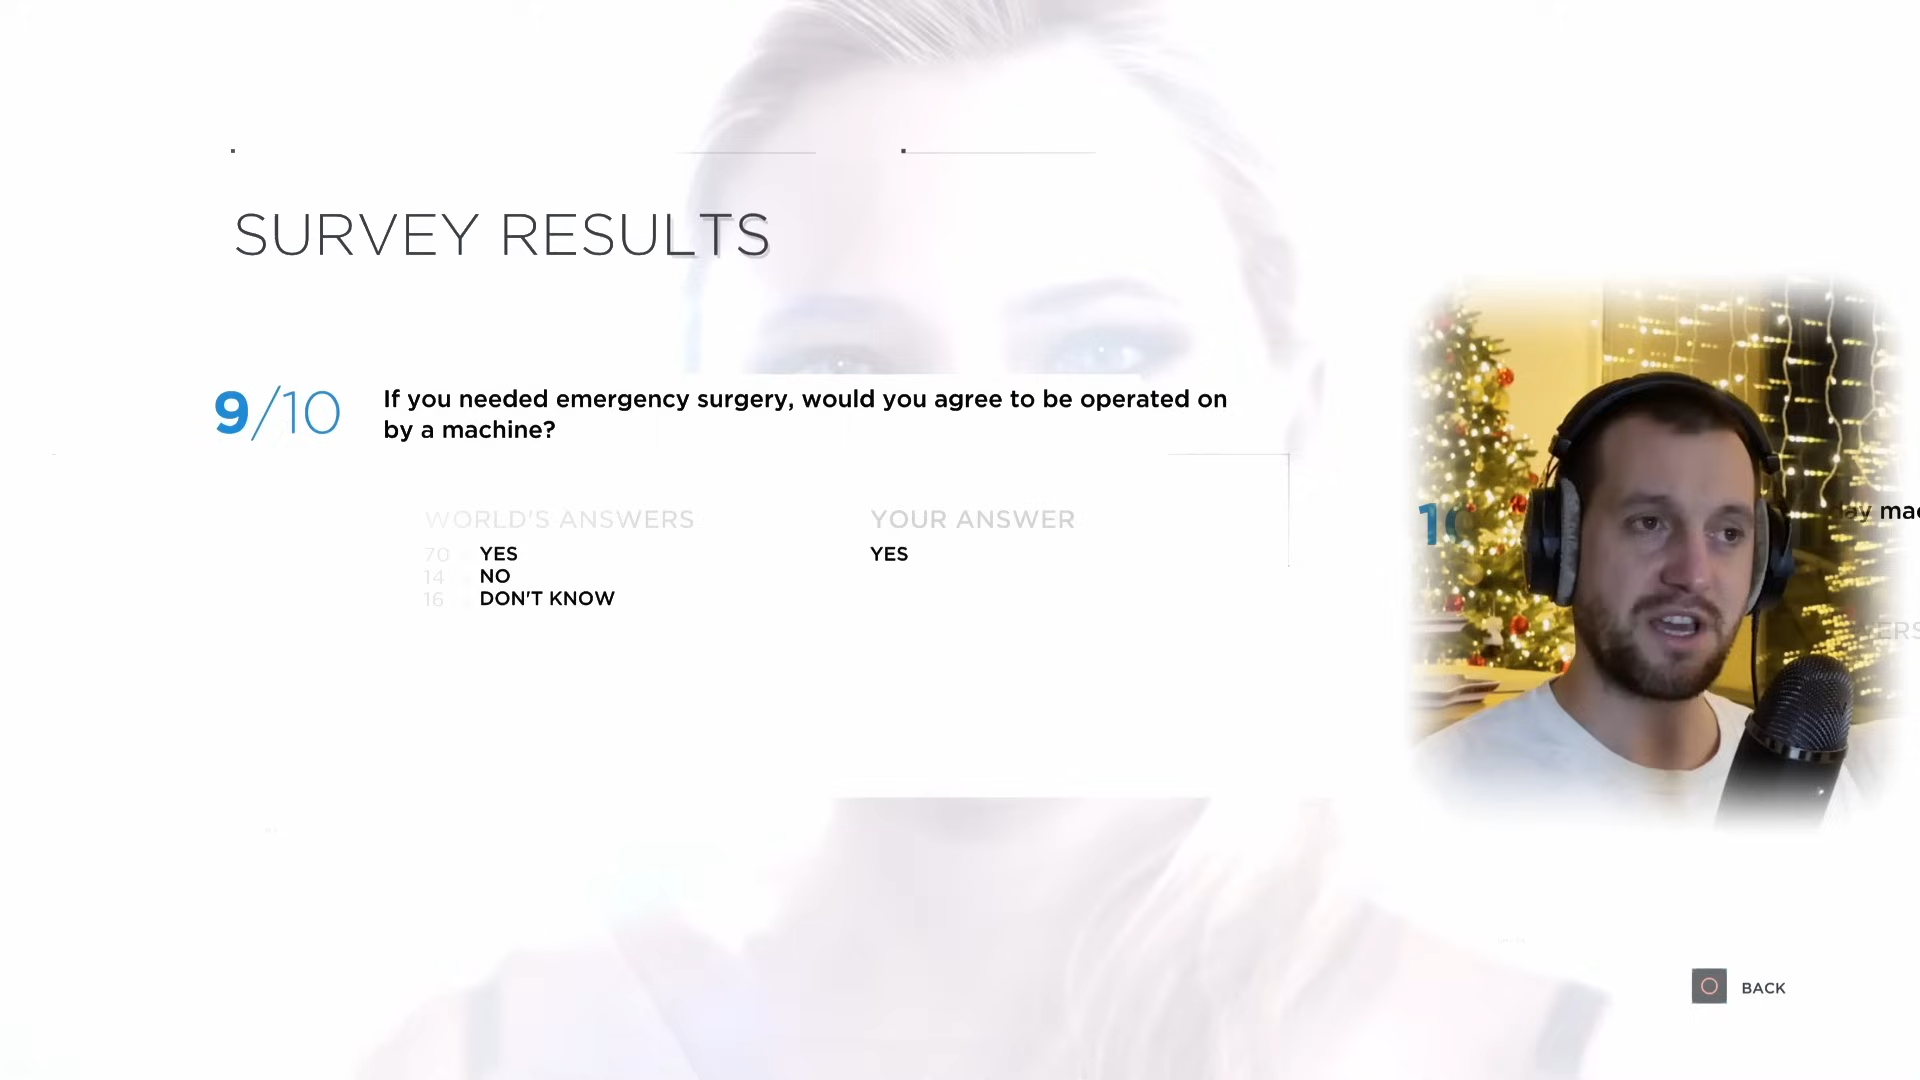 SURVEY RESULTS
9/10
If you needed emergency surgery, would you agree to be operated on
by a machine?
WORLD'S ANSWERS
70 YES
14 NO
16 DON'T KNOW
YOUR ANSWER
YES
BACK